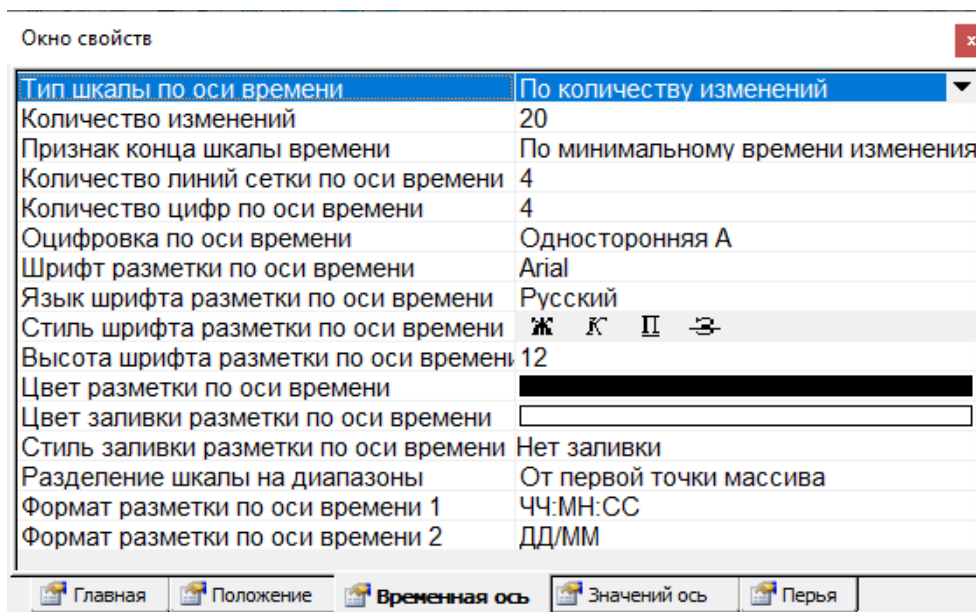 Окно свойств
x
Тип шкалы по оси времени По количеству изменений
Количество изменений 20
Признак конца шкалы времени По минимальному времени изменения
Количество линий сетки по оси времени 4
Количество цифр по оси времени 4
Оцифровка по оси времени Односторонняя А
Шрифт разметки по оси времени Arial
Язык шрифта разметки по оси времени Русский
Стиль шрифта разметки по оси времени Ж К П З
Высота шрифта разметки по оси времени 12
Цвет разметки по оси времени
Цвет заливки разметки по оси времени
Стиль заливки разметки по оси времени Нет заливки
Разделение шкалы на диапазоны От первой точки массива
Формат разметки по оси времени 1 ЧЧ:МН:СС
Формат разметки по оси времени 2 ДД/ММ
Главная Положение Временная ось Значений ось Перья